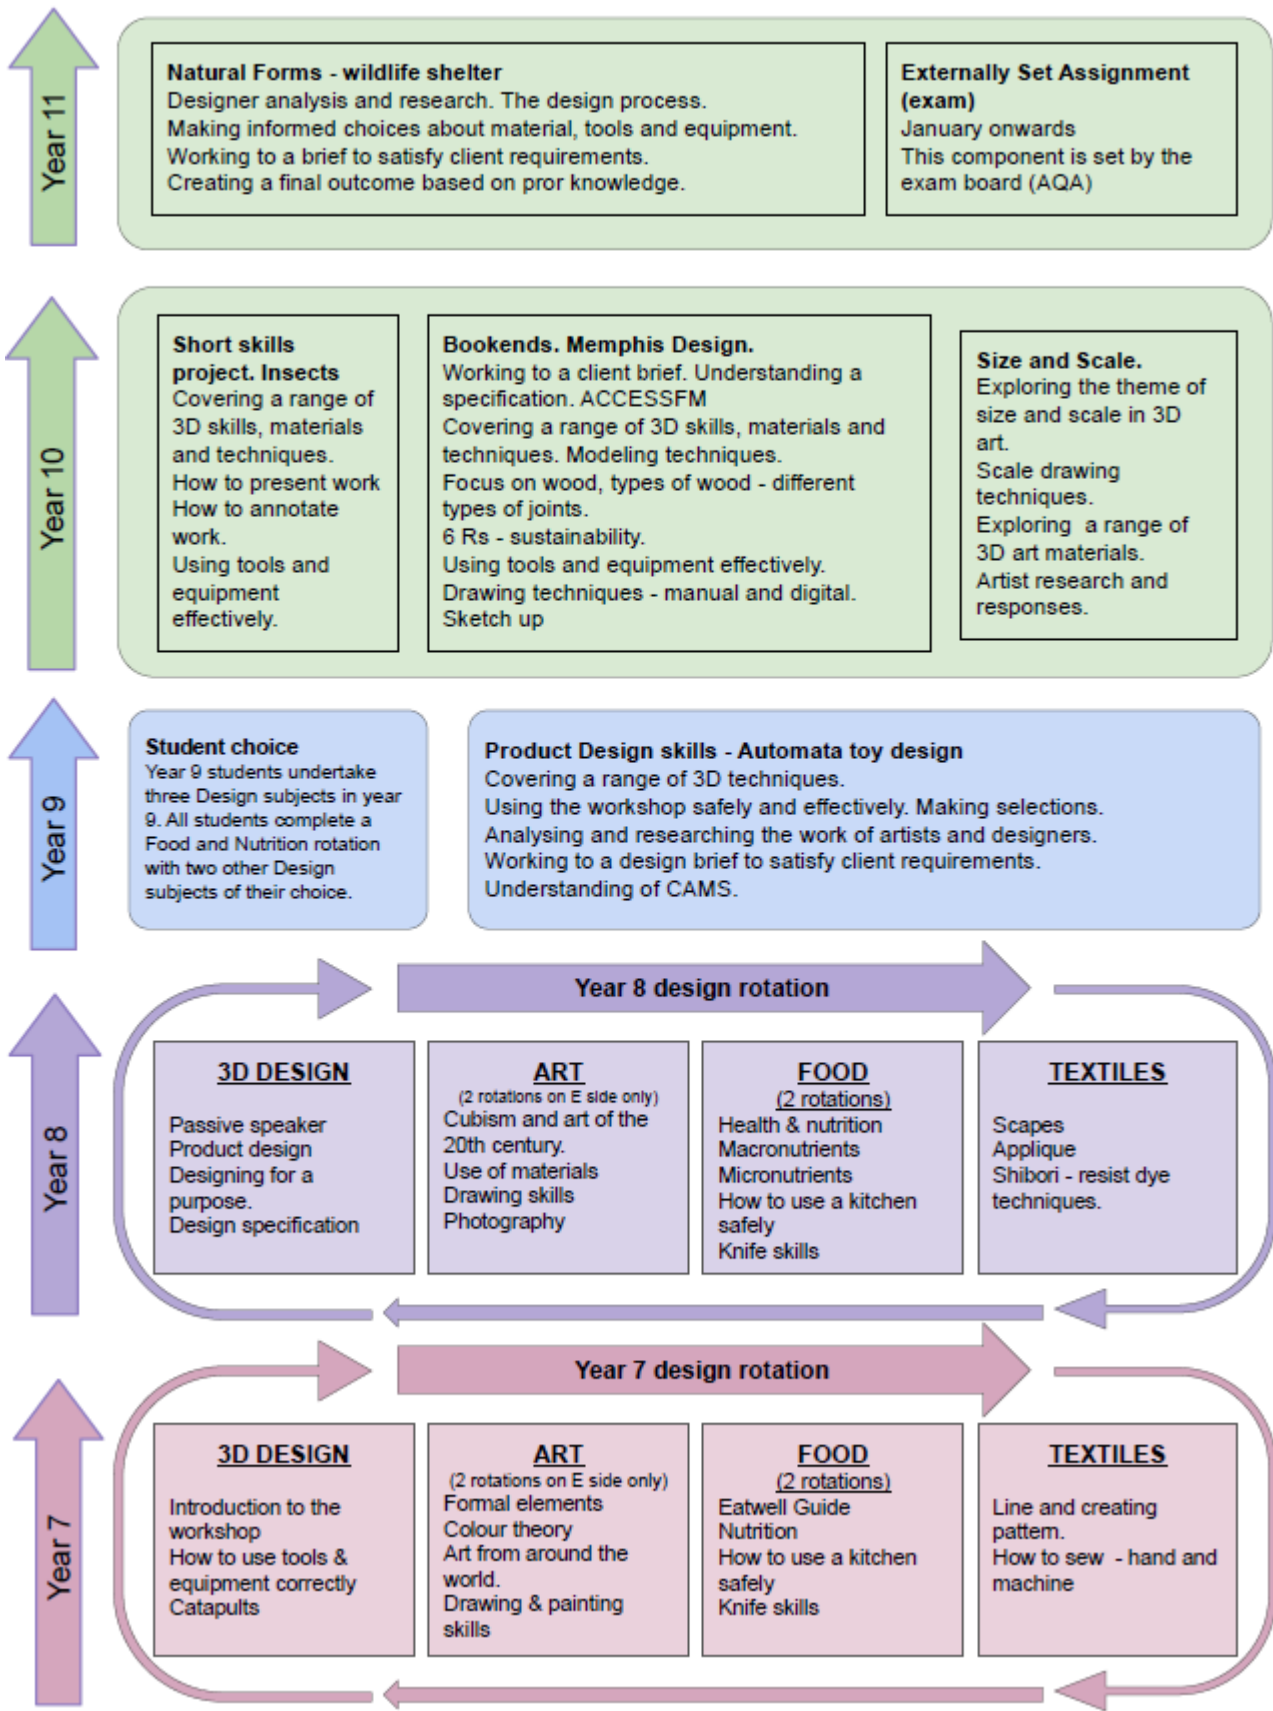 Year 11
Natural Forms - wildlife shelter
Designer analysis and research. The design process.
Making informed choices about material, tools and equipment.
Working to a brief to satisfy client requirements.
Creating a final outcome based on pror knowledge.
Externally Set Assignment
(exam)
January onwards
This component is set by the
exam board (AQA)
Year 10
Short skills
project. Insects
Covering a range of
3D skills, materials
and techniques.
How to present work
How to annotate
work.
Using tools and
equipment
effectively.
Bookends. Memphis Design.
Working to a client brief. Understanding a
specification. ACCESSFM
Covering a range of 3D skills, materials and
techniques. Modeling techniques.
Focus on wood, types of wood - different
types of joints.
6 Rs - sustainability.
Using tools and equipment effectively.
Drawing techniques - manual and digital.
Sketch up
Size and Scale.
Exploring the theme of
size and scale in 3D
art.
Scale drawing
techniques.
Exploring a range of
3D art materials.
Artist research and
responses.
Year 9
Student choice
Year 9 students undertake
three Design subjects in year
9. All students complete a
Food and Nutrition rotation
with two other Design
subjects of their choice.
Product Design skills - Automata toy design
Covering a range of 3D techniques.
Using the workshop safely and effectively. Making selections.
Analysing and researching the work of artists and designers.
Working to a design brief to satisfy client requirements.
Understanding of CAMS.
Year 8
Year 8 design rotation
3D DESIGN
Passive speaker
Product design
Designing for a
purpose.
Design specification
ART
(2 rotations on E side only)
Cubism and art of the
20th century.
Use of materials
Drawing skills
Photography
FOOD
(2 rotations)
Health & nutrition
Macronutrients
Micronutrients
How to use a kitchen
safely
Knife skills
TEXTILES
Scapes
Applique
Shibori - resist dye
techniques.
Year 7
Year 7 design rotation
3D DESIGN
Introduction to the
workshop
How to use tools &
equipment correctly
Catapults
ART
(2 rotations on E side only)
Formal elements
Colour theory
Art from around the
world.
Drawing & painting
skills
FOOD
(2 rotations)
Eatwell Guide
Nutrition
How to use a kitchen
safely
Knife skills
TEXTILES
Line and creating
pattern.
How to sew - hand and
machine